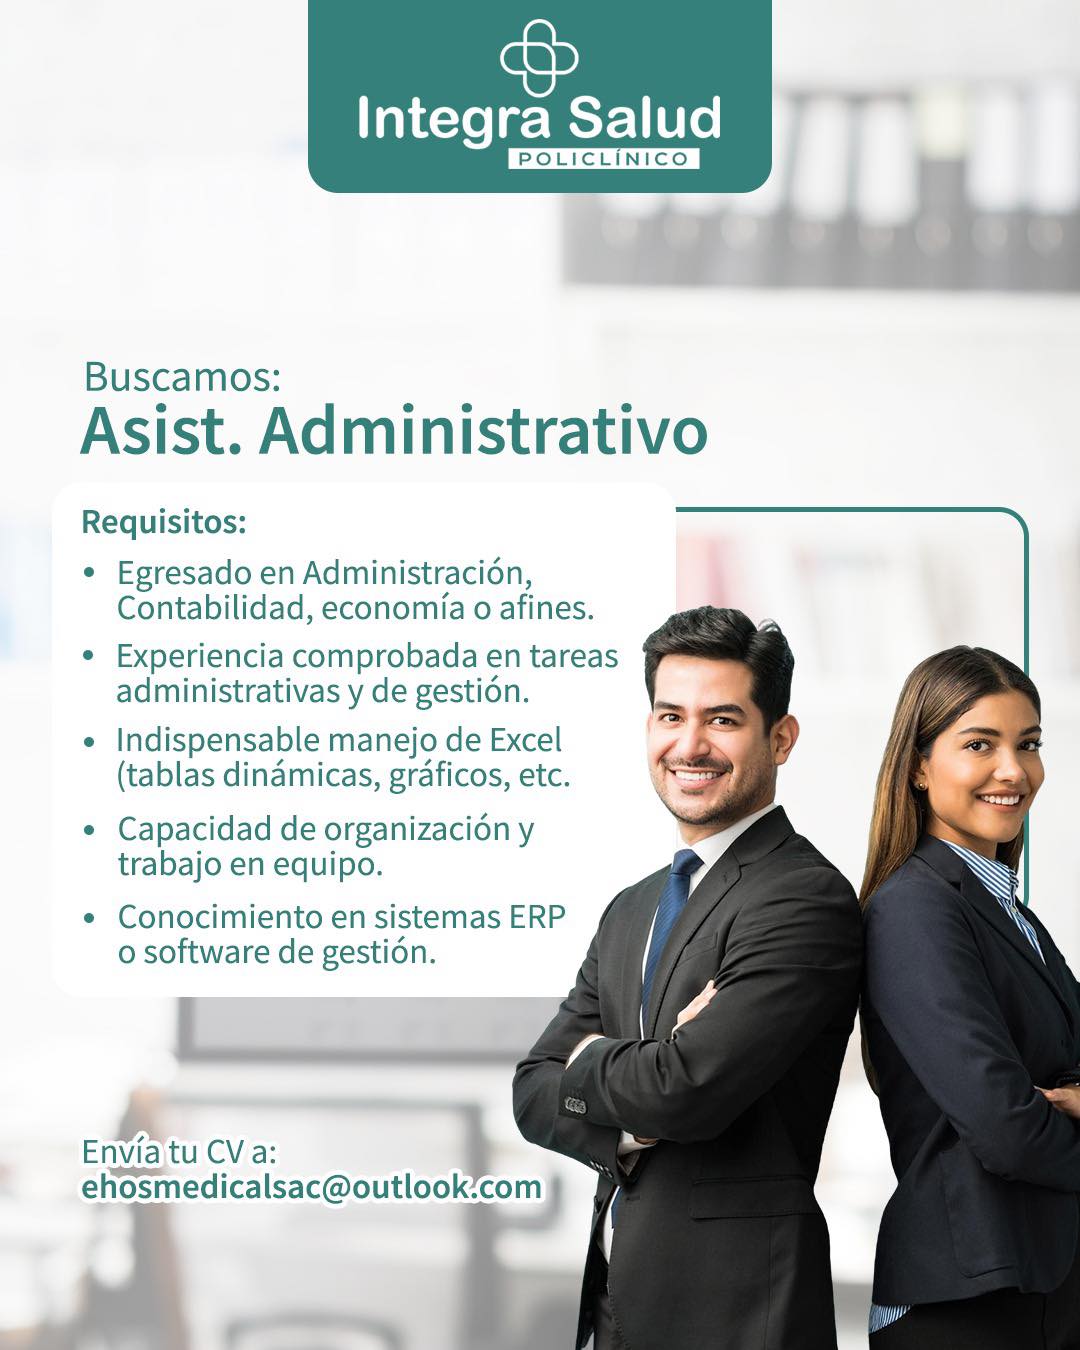 Integra Salud
POLICLÍNICO
Buscamos:
Asist. Administrativo
Requisitos:
• Egresado en Administración,
Contabilidad, economía o afines.
• Experiencia comprobada en tareas
administrativas y de gestión.
• Indispensable manejo de Excel
(tablas dinámicas, gráficos, etc.
• Capacidad de organización y
trabajo en equipo.
• Conocimiento en sistemas ERP
o software de gestión.
Envía tu CV a:
ehosmedicalsac@outlook.com